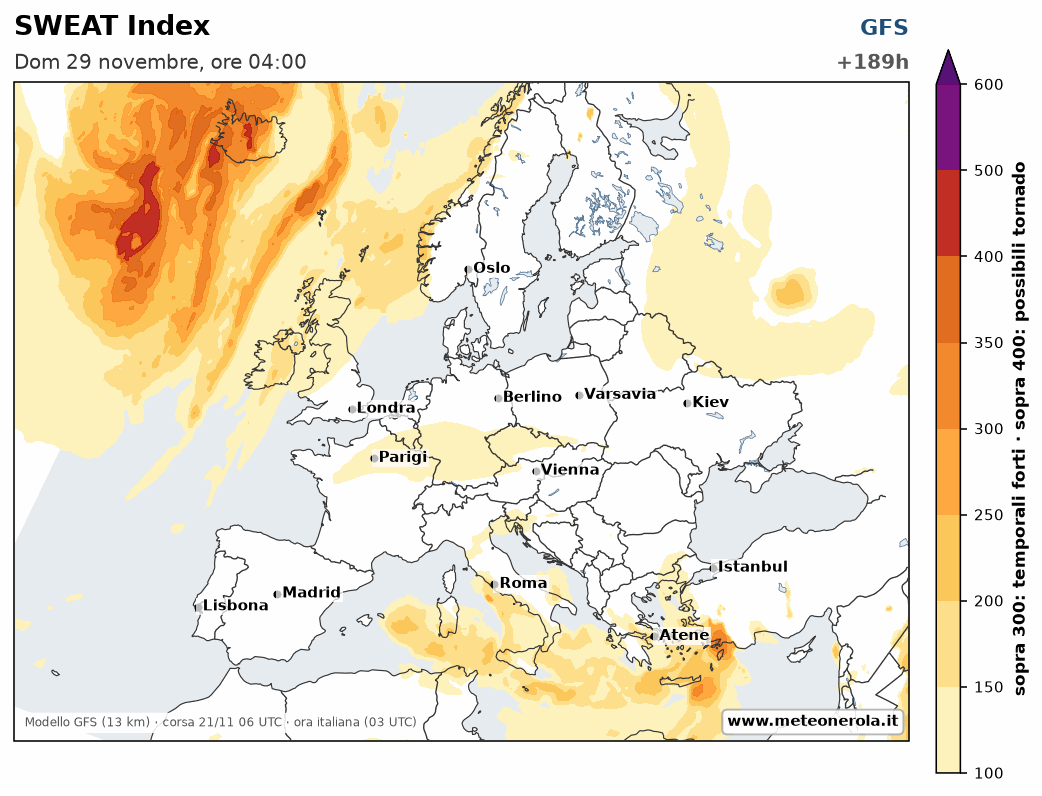 SWEAT Index
GFS
Dom 29 novembre, ore 04:00
+189h
Oslo
Londra
Berlino
Varsavia
Kiev
Parigi
Vienna
Istanbul
Roma
Madrid
Lisbona
Atene
Modello GFS (13 km) · corsa 21/11 06 UTC · ora italiana (03 UTC)
www.meteonerola.it
600
500
400
350
300
250
200
150
100
sopra 300: temporali forti · sopra 400: possibili tornado